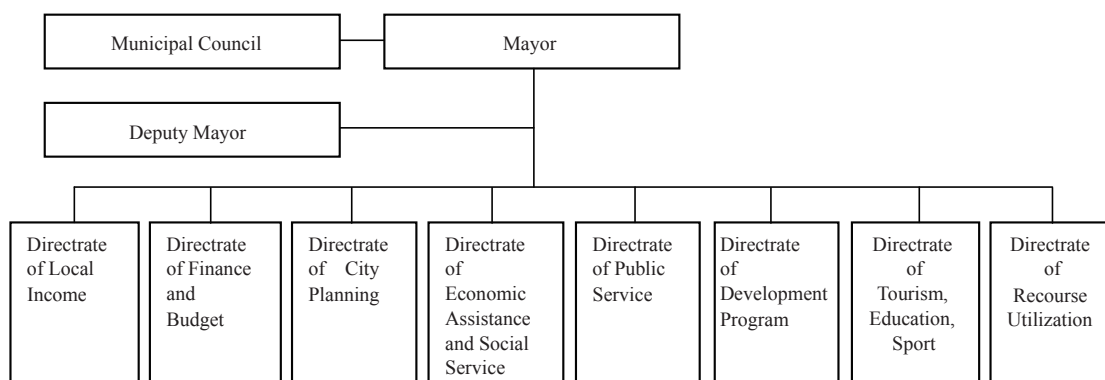 Municipal Council
Mayor
Deputy Mayor
Directrate
of Local
Income
Directrate
of Finance
and
Budget
Directrate
of City
Planning
Directrate
of
Economic
Assistance
and Social
Service
Directrate
of Public
Service
Directrate
of
Development
Program
Directrate
of
Tourism,
Education,
Sport
Directrate
of
Recourse
Utilization